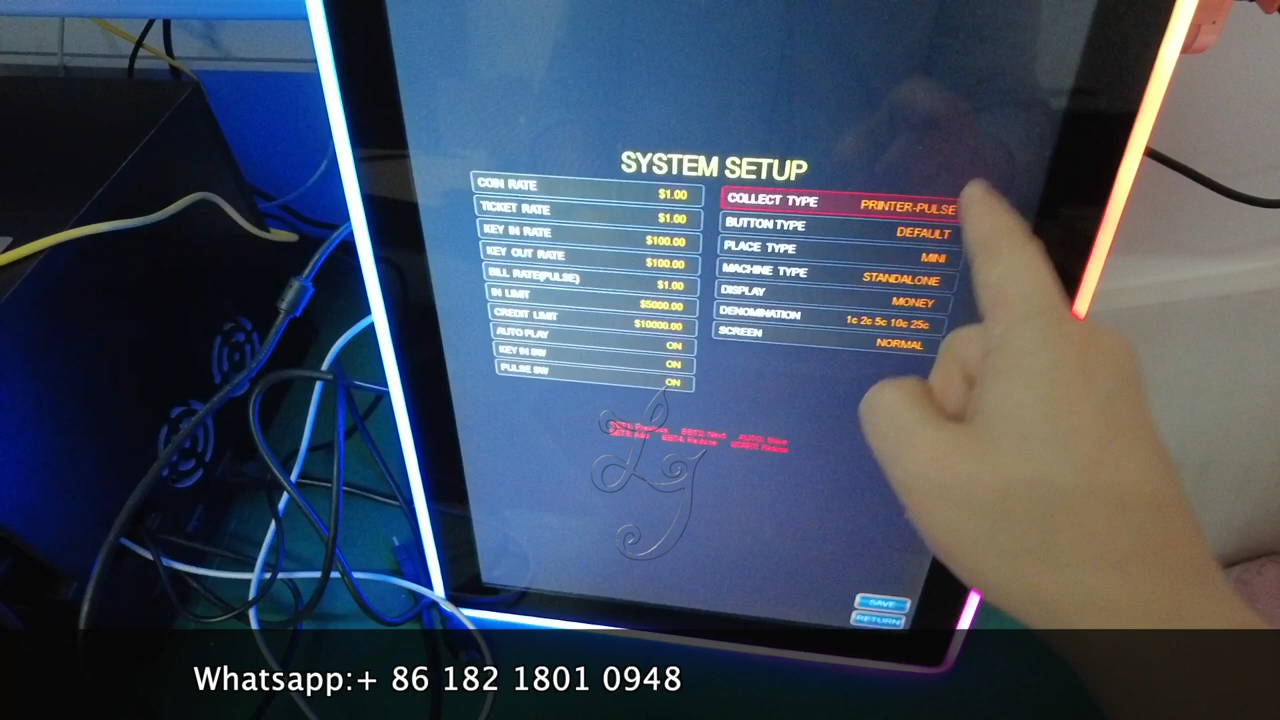 SYSTEM SETUP
COIN RATE $1.00
TICKET RATE $1.00
KEY IN RATE $100.00
KEY OUT RATE $100.00
BILL RATE(PULSE) $1.00
IN LIMIT $5000.00
CREDIT LIMIT $10000.00
AUTO PLAY ON
KEY IN SW ON
PULSE SW ON
COLLECT TYPE PRINTER-PULSE
BUTTON TYPE DEFAULT
PLACE TYPE MINI
MACHINE TYPE STANDALONE
DISPLAY MONEY
DENOMINATION 1c 2c 5c 10c 25c
SCREEN NORMAL
SAVE
RETURN
Whatsapp:+ 86 182 1801 0948